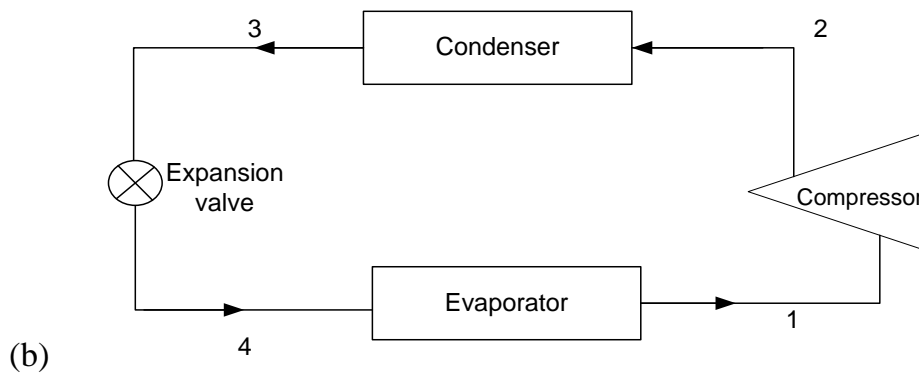 3
Condenser
2
Expansion
valve
Compressor
Evaporator
1
4
(b)